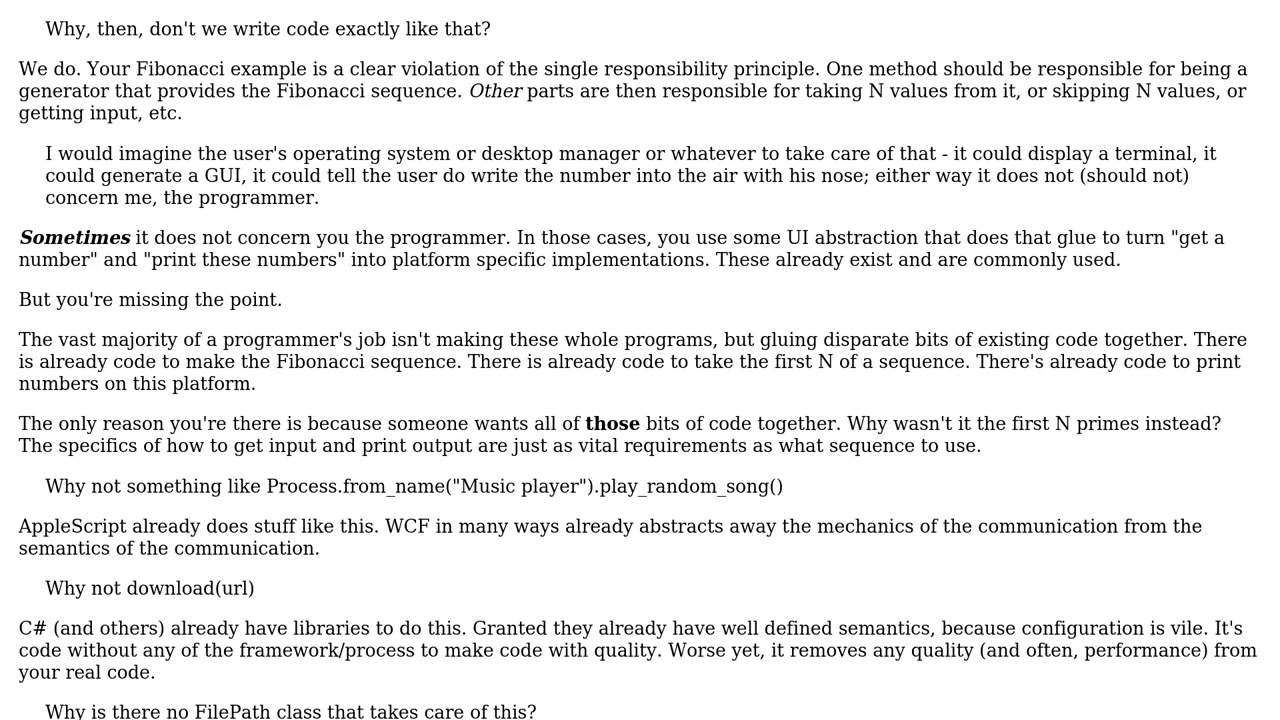 Why, then, don't we write code exactly like that?
We do. Your Fibonacci example is a clear violation of the single responsibility principle. One method should be responsible for being a
generator that provides the Fibonacci sequence. Other parts are then responsible for taking N values from it, or skipping N values, or
getting input, etc.
I would imagine the user's operating system or desktop manager or whatever to take care of that - it could display a terminal, it
could generate a GUI, it could tell the user do write the number into the air with his nose; either way it does not (should not)
concern me, the programmer.
Sometimes it does not concern you the programmer. In those cases, you use some UI abstraction that does that glue to turn "get a
number" and "print these numbers" into platform specific implementations. These already exist and are commonly used.
But you're missing the point.
The vast majority of a programmer's job isn't making these whole programs, but gluing disparate bits of existing code together. There
is already code to make the Fibonacci sequence. There is already code to take the first N of a sequence. There's already code to print
numbers on this platform.
The only reason you're there is because someone wants all of those bits of code together. Why wasn't it the first N primes instead?
The specifics of how to get input and print output are just as vital requirements as what sequence to use.
Why not something like Process.from_name("Music player").play_random_song()
AppleScript already does stuff like this. WCF in many ways already abstracts away the mechanics of the communication from the
semantics of the communication.
Why not download(url)
C# (and others) already have libraries to do this. Granted they already have well defined semantics, because configuration is vile. It's
code without any of the framework/process to make code with quality. Worse yet, it removes any quality (and often, performance) from
your real code.
Why is there no FilePath class that takes care of this?